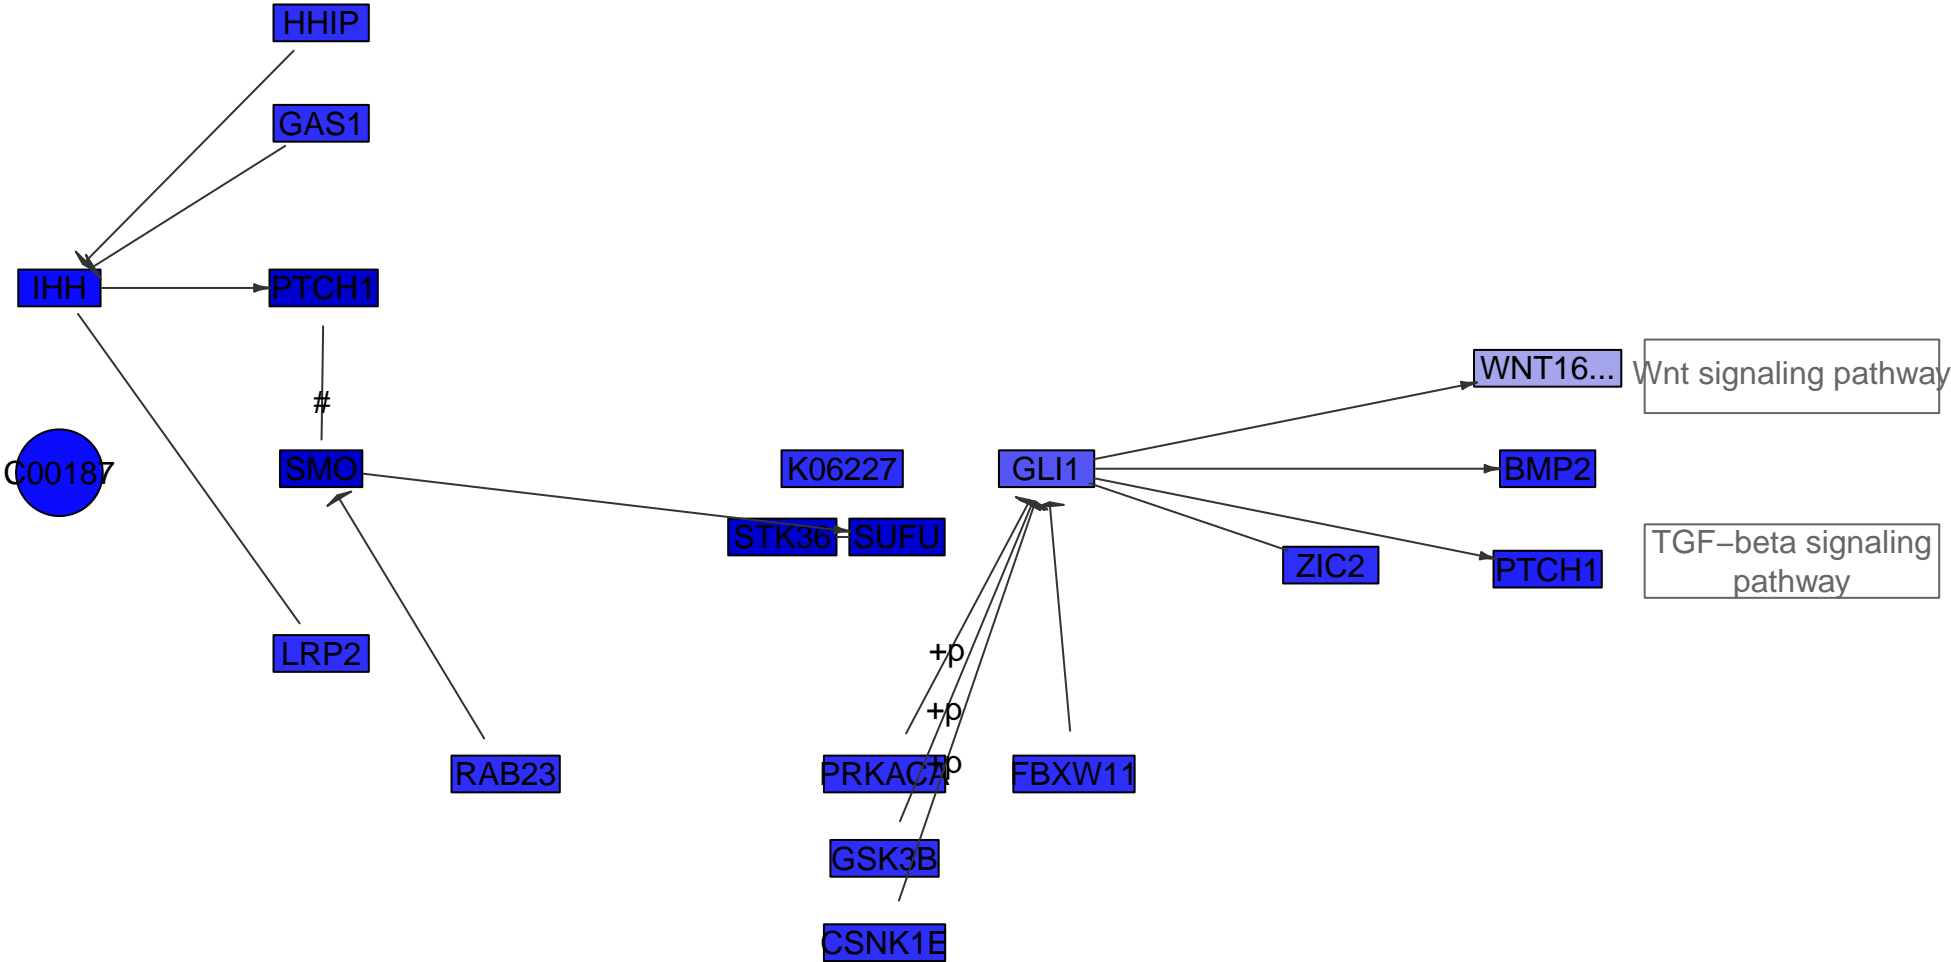 HHIP
GAS1
IHH
PTCH1
WNT16...
Wnt signaling pathway
#
C00187
SMO
K06227
GLI1
BMP2
STK36
SUFU
ZIC2
PTCH1
TGF−beta signaling
pathway
LRP2
+p
+p
+p
RAB23
PRKACA
FBXW11
GSK3B
CSNK1E